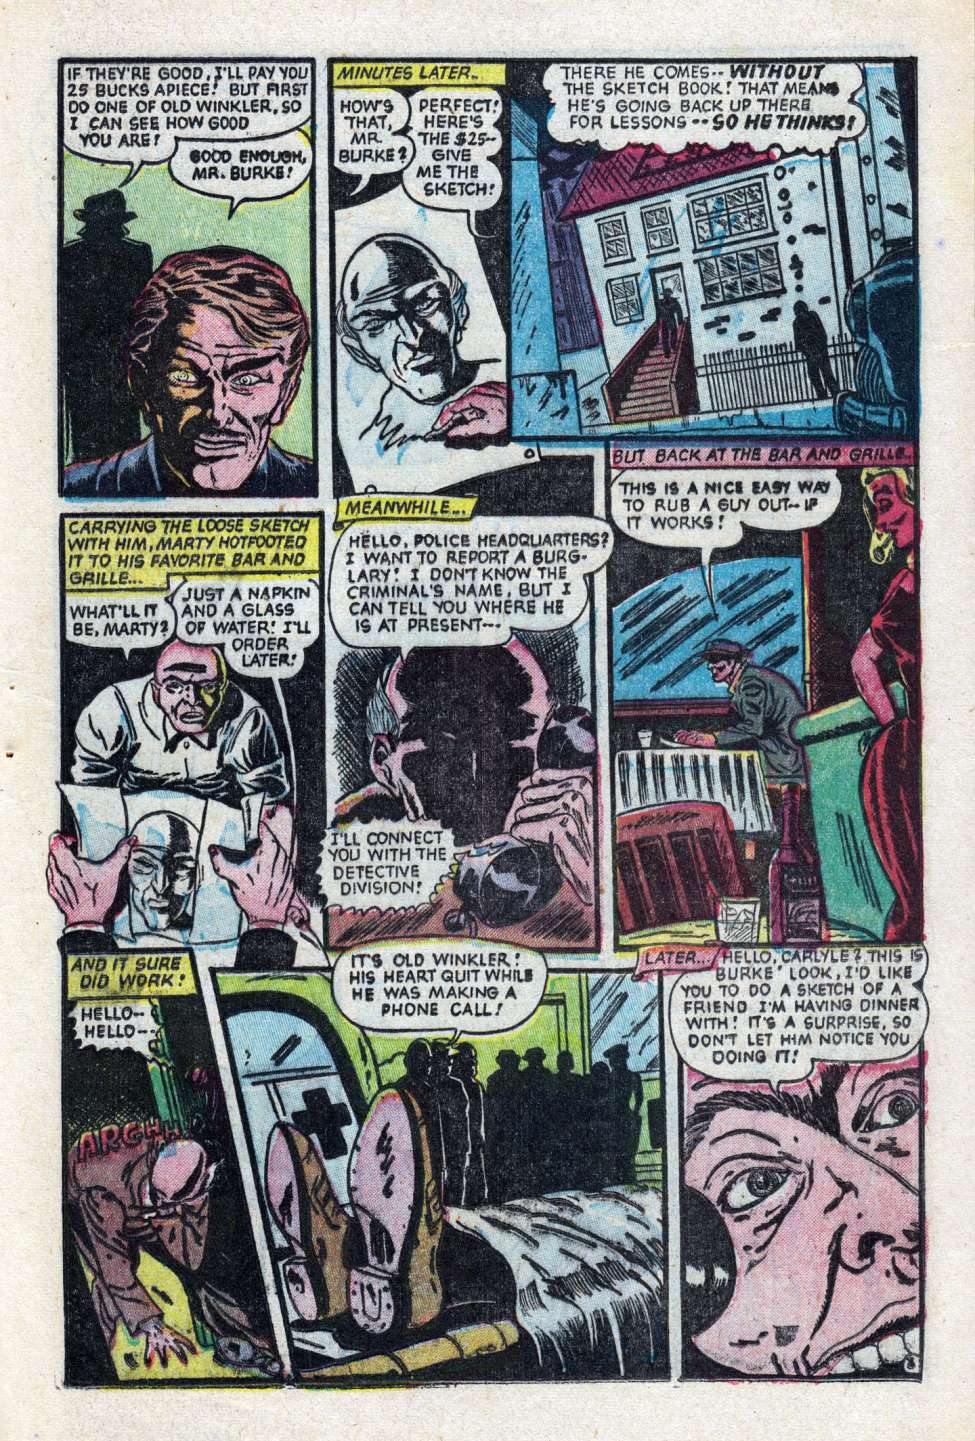 IF THEY'RE GOOD, I'LL PAY YOU
25 BUCKS APIECE! BUT FIRST
DO ONE OF OLD WINKLER, SO
I CAN SEE HOW GOOD
YOU ARE!
GOOD ENOUGH,
MR. BURKE!
MINUTES LATER..
HOW'S
THAT,
MR.
BURKE?
PERFECT!
HERE'S
THE $25--
GIVE
ME THE
SKETCH!
THERE HE COMES-- WITHOUT
THE SKETCH BOOK! THAT MEANS
HE'S GOING BACK UP THERE
FOR LESSONS -- SO HE THINKS!
CARRYING THE LOOSE SKETCH
WITH HIM, MARTY HOTFOOTED
IT TO HIS FAVORITE BAR AND
GRILLE...
WHAT'LL IT
BE, MARTY?
JUST A NAPKIN
AND A GLASS
OF WATER! I'LL
ORDER
LATER!
MEANWHILE...
HELLO, POLICE HEADQUARTERS?
I WANT TO REPORT A BURG-
LARY! I DON'T KNOW THE
CRIMINAL'S NAME, BUT I
CAN TELL YOU WHERE HE
IS AT PRESENT--
I'LL CONNECT
YOU WITH THE
DETECTIVE
DIVISION!
BUT BACK AT THE BAR AND GRILLE..
THIS IS A NICE EASY WAY
TO RUB A GUY OUT-- IF
IT WORKS!
AND IT SURE
DID WORK!
HELLO--
HELLO--
ARGHHH
IT'S OLD WINKLER!
HIS HEART QUIT WHILE
HE WAS MAKING A
PHONE CALL!
LATER...
HELLO, CARLYLE? THIS IS
BURKE! LOOK, I'D LIKE
YOU TO DO A SKETCH OF A
FRIEND I'M HAVING DINNER
WITH! IT'S A SURPRISE, SO
DON'T LET HIM NOTICE YOU
DOING IT!